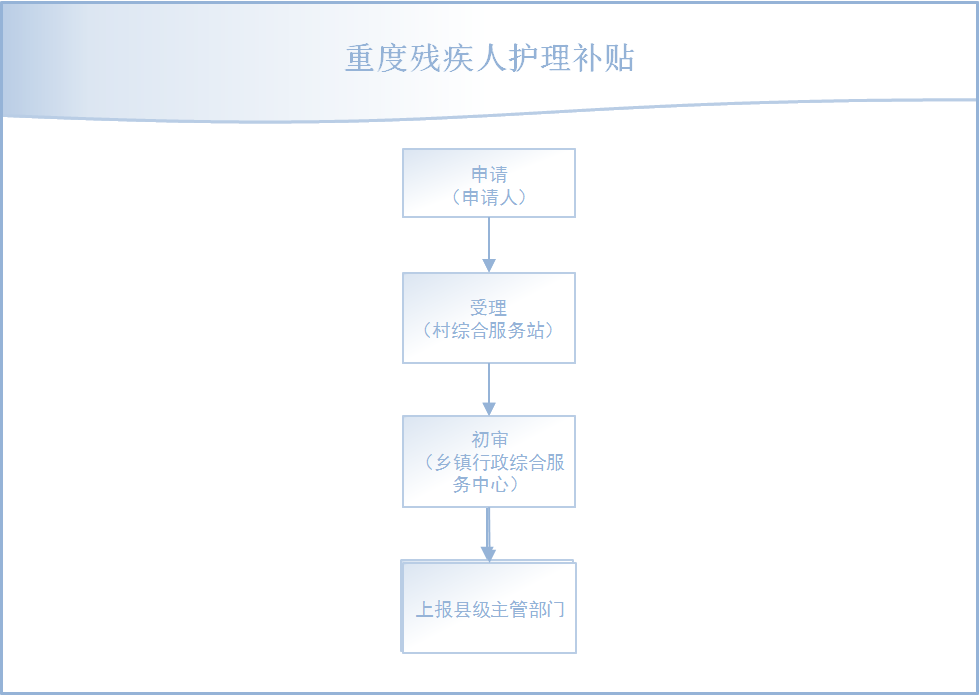 重度残疾人护理补贴
申请
（申请人）
受理
（村综合服务站）
初审
（乡镇行政综合服
务中心）
上报县级主管部门